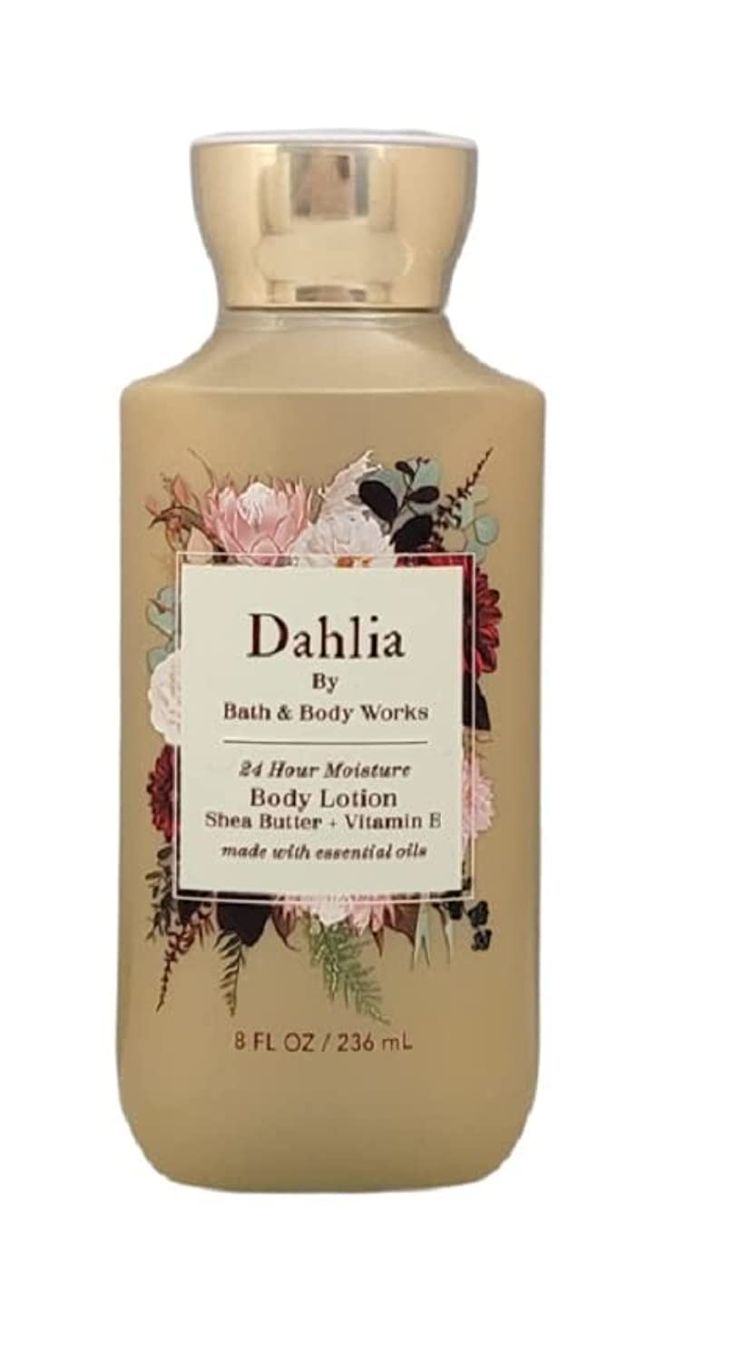 Dahlia
By
Bath & Body Works
24 Hour Moisture
Body Lotion
Shea Butter + Vitamin E
made with essential oils
8 FL OZ / 236 mL